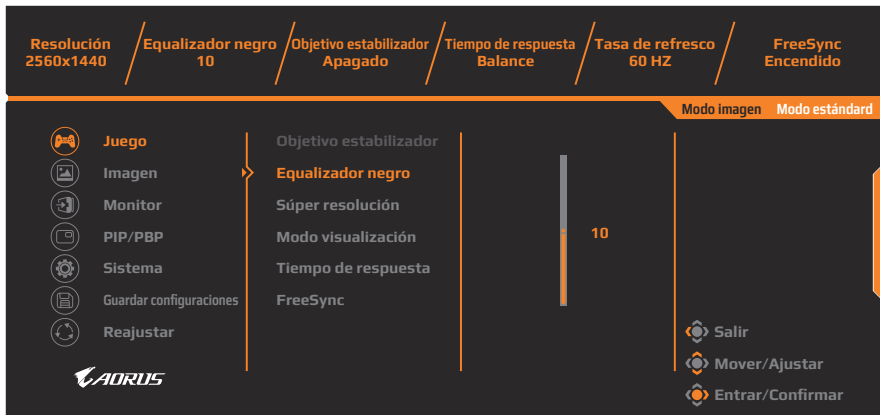 Resolución
2560x1440
Equalizador negro
10
Objetivo estabilizador
Apagado
Tiempo de respuesta
Balance
Tasa de refresco
60 HZ
FreeSync
Encendido
Modo imagen Modo estándard
Juego
Imagen
Monitor
PIP/PBP
Sistema
Guardar configuraciones
Reajustar
Objetivo estabilizador
Equalizador negro
Súper resolución
Modo visualización
Tiempo de respuesta
FreeSync
10
Salir
Mover/Ajustar
Entrar/Confirmar
AORUS